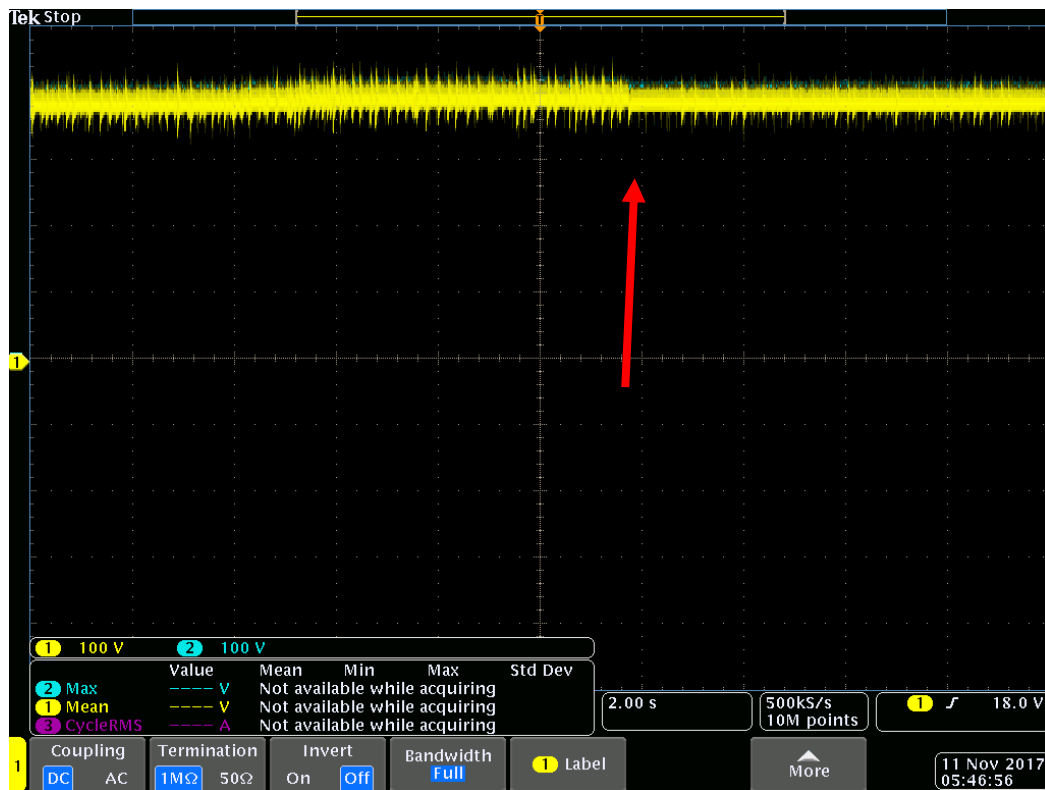 Tek Stop
T
1
1 100 V 2 100 V
Value Mean Min Max Std Dev
2 Max ---- V Not available while acquiring
1 Mean ---- V Not available while acquiring
3 CycleRMS ---- A Not available while acquiring
2.00 s
500kS/s
10M points
1 18.0 V
1
Coupling
DC AC
Termination
1MΩ 50Ω
Invert
On Off
Bandwidth
Full
1 Label
More
11 Nov 2017
05:46:56